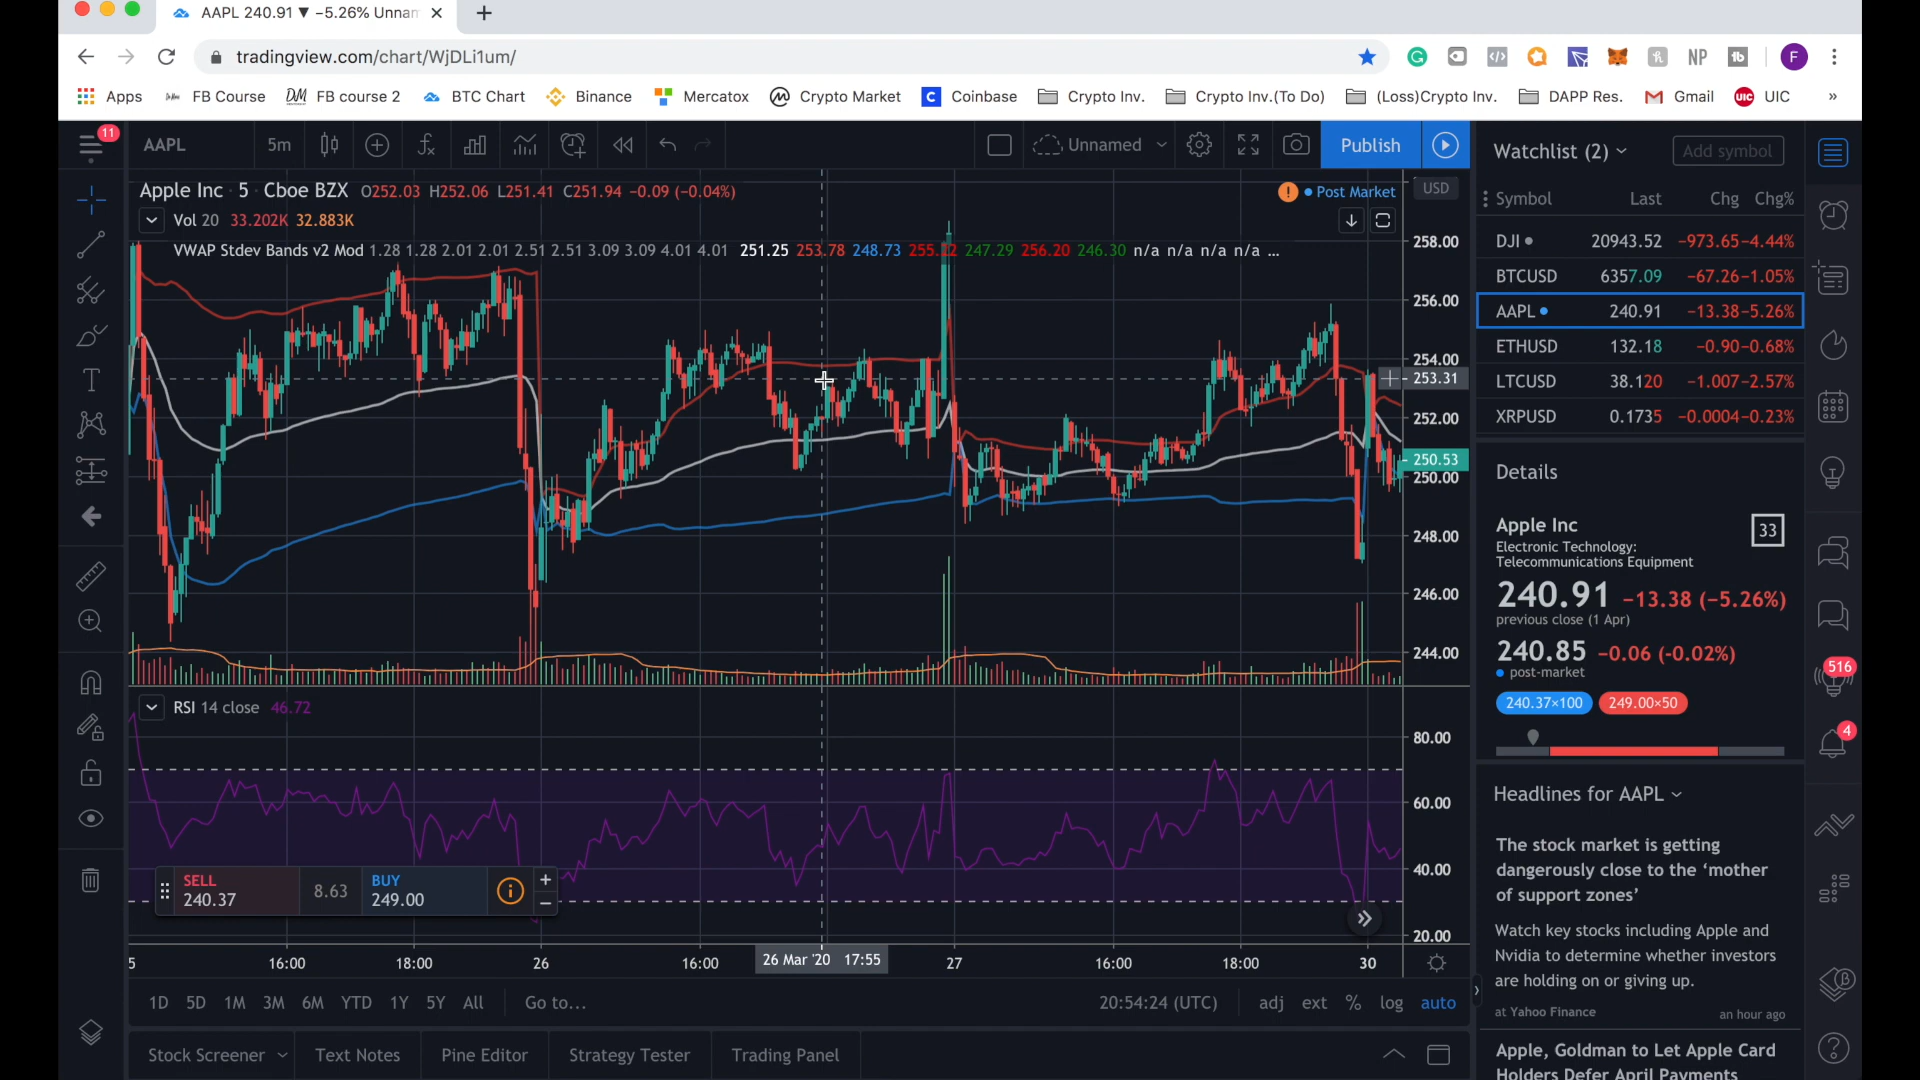 AAPL 240.91 ▼ −5.26% Unnam
tradingview.com/chart/WjDLi1um/
NP
F
Apps
FB Course
DM FB course 2
BTC Chart
Binance
Mercatox
Crypto Market
C Coinbase
Crypto Inv.
Crypto Inv.(To Do)
(Loss)Crypto Inv.
DAPP Res.
Gmail
UIC UIC
»
11
AAPL
5m
Unnamed
Publish
Watchlist (2)
Add symbol
Apple Inc · 5 · Cboe BZX O252.03 H252.06 L251.41 C251.94 −0.09 (−0.04%)
Post Market
USD
Vol 20 33.202K 32.883K
VWAP Stdev Bands v2 Mod 1.28 1.28 2.01 2.01 2.51 2.51 3.09 3.09 4.01 4.01 251.25 253.78 248.73 247.29 256.20 246.30 n/a n/a n/a n/a ...
Symbol Last Chg Chg%
DJI 20943.52 −973.65 −4.44%
BTCUSD 6357.09 −67.26 −1.05%
AAPL 240.91 −13.38 −5.26%
ETHUSD 132.18 −0.90 −0.68%
LTCUSD 38.120 −1.007 −2.57%
XRPUSD 0.1735 −0.0004 −0.23%
258.00
256.00
254.00
253.31
252.00
250.53
250.00
248.00
246.00
244.00
Details
Apple Inc
33
Electronic Technology:
Telecommunications Equipment
240.91 −13.38 (−5.26%)
previous close (1 Apr)
240.85 −0.06 (−0.02%)
post-market
240.37×100
249.00×50
516
4
RSI 14 close 46.72
80.00
60.00
40.00
20.00
SELL
240.37
8.63
BUY
249.00
+
−
Headlines for AAPL
The stock market is getting
dangerously close to the ‘mother
of support zones’
Watch key stocks including Apple and
Nvidia to determine whether investors
are holding on or giving up.
at Yahoo Finance
an hour ago
Apple, Goldman to Let Apple Card
Holders Defer April Payments
5
16:00
18:00
26
16:00
26 Mar '20 17:55
27
16:00
18:00
30
1D 5D 1M 3M 6M YTD 1Y 5Y All
Go to...
20:54:24 (UTC)
adj ext % log auto
Stock Screener
Text Notes
Pine Editor
Strategy Tester
Trading Panel